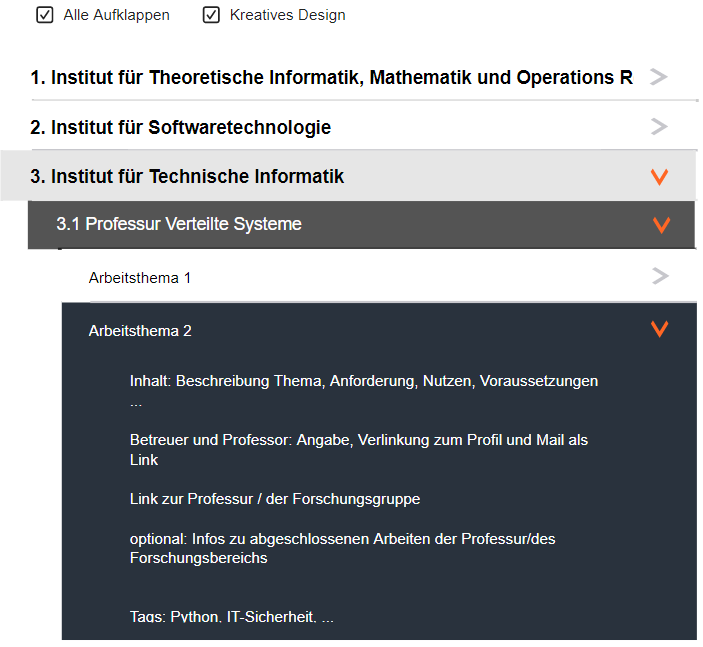 Alle Aufklappen Kreatives Design
1. Institut für Theoretische Informatik, Mathematik und Operations R
2. Institut für Softwaretechnologie
3. Institut für Technische Informatik
3.1 Professur Verteilte Systeme
Arbeitsthema 1
Arbeitsthema 2
Inhalt: Beschreibung Thema, Anforderung, Nutzen, Voraussetzungen
...
Betreuer und Professor: Angabe, Verlinkung zum Profil und Mail als
Link
Link zur Professur / der Forschungsgruppe
optional: Infos zu abgeschlossenen Arbeiten der Professur/des
Forschungsbereichs
Tags: Python, IT-Sicherheit, ...